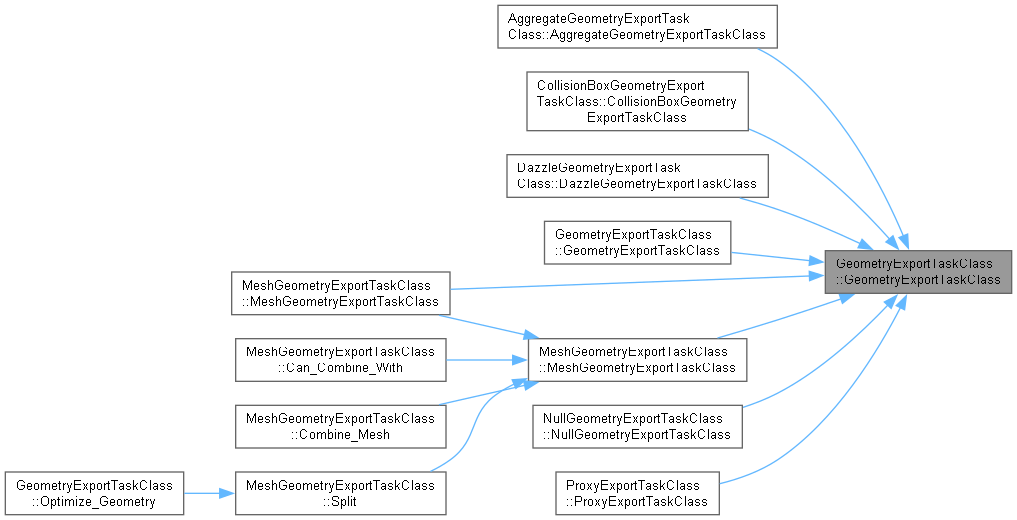 AggregateGeometryExportTask
Class::AggregateGeometryExportTaskClass
CollisionBoxGeometryExport
TaskClass::CollisionBoxGeometry
ExportTaskClass
DazzleGeometryExportTask
Class::DazzleGeometryExportTaskClass
GeometryExportTaskClass
::GeometryExportTaskClass
GeometryExportTaskClass
::GeometryExportTaskClass
MeshGeometryExportTaskClass
::MeshGeometryExportTaskClass
MeshGeometryExportTaskClass
::MeshGeometryExportTaskClass
MeshGeometryExportTaskClass
::Can_Combine_With
MeshGeometryExportTaskClass
::Combine_Mesh
NullGeometryExportTaskClass
::NullGeometryExportTaskClass
GeometryExportTaskClass
::Optimize_Geometry
MeshGeometryExportTaskClass
::Split
ProxyExportTaskClass
::ProxyExportTaskClass